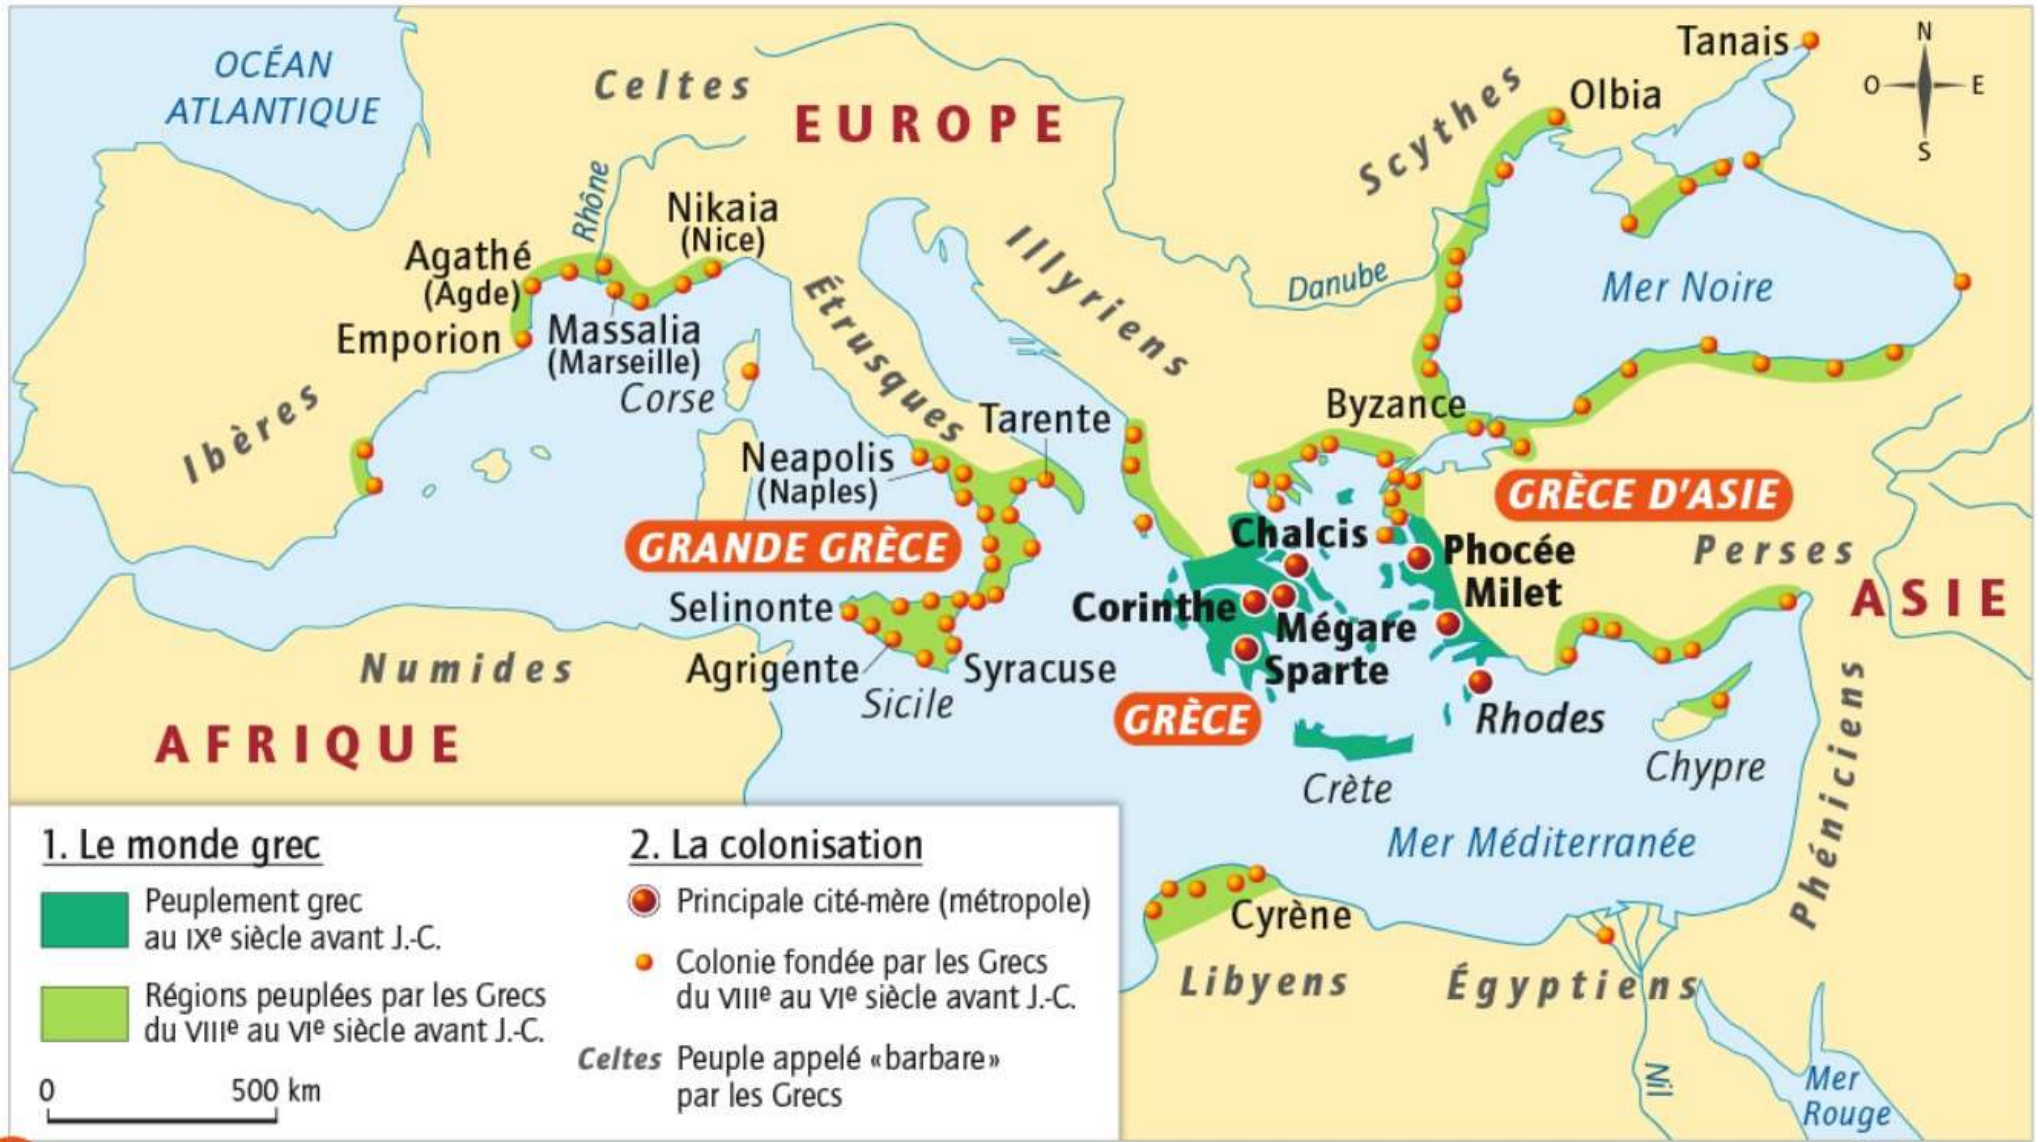 OCÉAN
ATLANTIQUE
Celtes
EUROPE
Scythes
Tanais
Olbia
N
O
E
S
Rhône
Nikaia
(Nice)
Agathé
(Agde)
Emporion
Massalia
(Marseille)
Corse
Étrusques
Illyriens
Danube
Mer Noire
Ibères
Neapolis
(Naples)
Tarente
Byzance
GRANDE GRÈCE
GRÈCE D'ASIE
Chalcis
Phocée
Milet
Perses
ASIE
Selinonte
Corinthe
Mégare
Sparte
Numides
Agrigente
Syracuse
Sicile
GRÈCE
Rhodes
AFRIQUE
Crète
Chypre
Phéniciens
Mer Méditerranée
Cyrène
Libyens
Égyptiens
Nil
Mer
Rouge
1. Le monde grec
Peuplement grec
au IXe siècle avant J.-C.
Régions peuplées par les Grecs
du VIIIe au VIe siècle avant J.-C.
0
500 km
2. La colonisation
Principale cité-mère (métropole)
Colonie fondée par les Grecs
du VIIIe au VIe siècle avant J.-C.
Celtes Peuple appelé «barbare»
par les Grecs